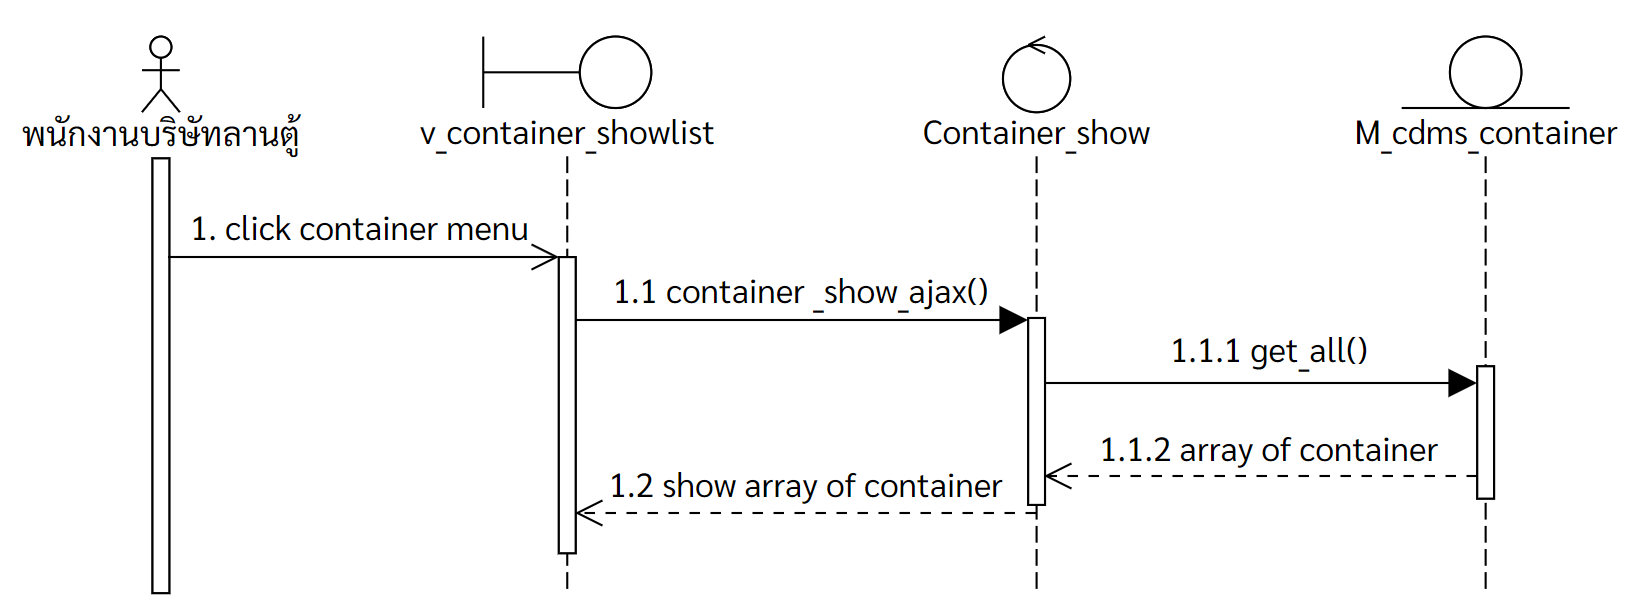 พนักงานบริษัทลานตู้
v_container_showlist
Container_show
M_cdms_container
1. click container menu
1.1 container _show_ajax()
1.1.1 get_all()
1.1.2 array of container
1.2 show array of container